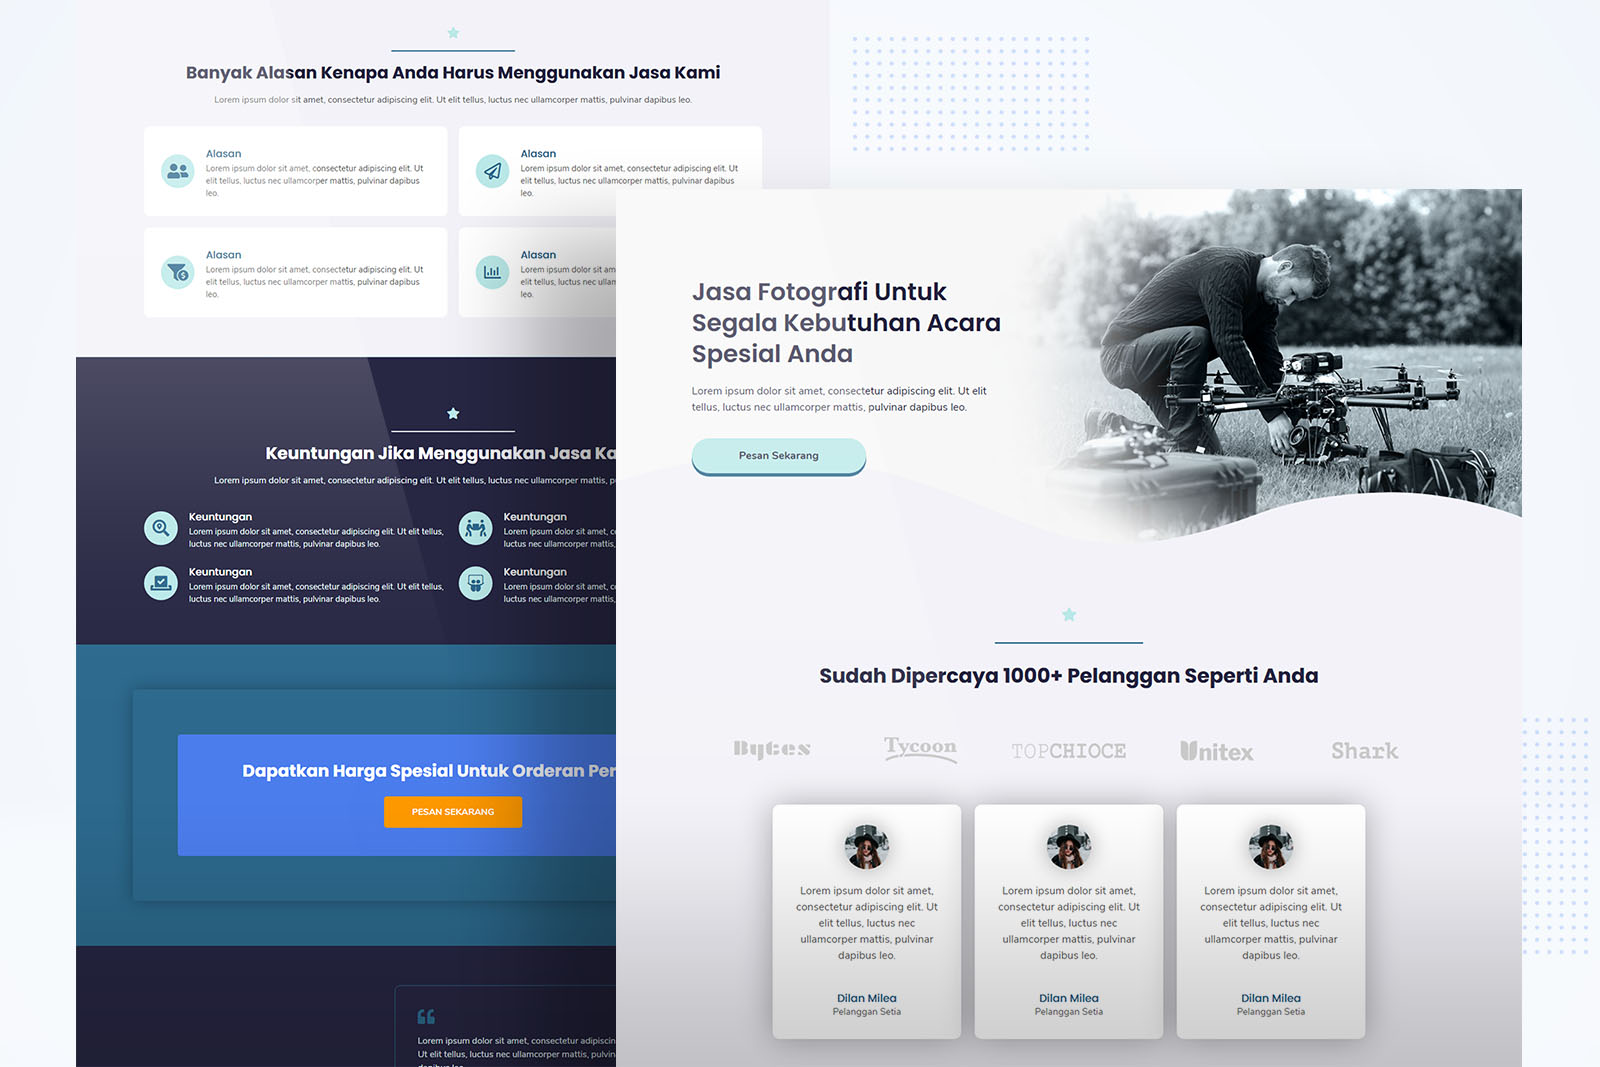 Banyak Alasan Kenapa Anda Harus Menggunakan Jasa Kami
Lorem ipsum dolor sit amet, consectetur adipiscing elit. Ut elit tellus, luctus nec ullamcorper mattis, pulvinar dapibus leo.
Alasan
Lorem ipsum dolor sit amet, consectetur adipiscing elit. Ut
elit tellus, luctus nec ullamcorper mattis, pulvinar dapibus
leo.
Alasan
Lorem ipsum dolor sit amet, consectetur adipiscing elit. Ut
elit tellus, luctus nec ullamcorper mattis, pulvinar dapibus
leo.
Alasan
Lorem ipsum dolor sit amet, consectetur adipiscing elit. Ut
elit tellus, luctus nec ullamcorper mattis, pulvinar dapibus
leo.
Alasan
Lorem ipsum dolor sit am
elit tellus, luctus nec ullam
leo.
Keuntungan Jika Menggunakan Jasa Ka
Lorem ipsum dolor sit amet, consectetur adipiscing elit. Ut elit tellus, luctus nec ullamcorper mattis, p
Keuntungan
Lorem ipsum dolor sit amet, consectetur adipiscing elit. Ut elit tellus,
luctus nec ullamcorper mattis, pulvinar dapibus leo.
Keuntungan
Lorem ipsum dolor sit amet, c
luctus nec ullamcorper mattis,
Keuntungan
Lorem ipsum dolor sit amet, consectetur adipiscing elit. Ut elit tellus,
luctus nec ullamcorper mattis, pulvinar dapibus leo.
Keuntungan
Lorem ipsum dolor sit amet, c
luctus nec ullamcorper mattis,
Dapatkan Harga Spesial Untuk Orderan Per
PESAN SEKARANG
Lorem ipsum dolor sit amet, consectetur adipiscin
Ut elit tellus, luctus nec ullamcorper mattis, pulvin
dapibus leo.
Jasa Fotografi Untuk
Segala Kebutuhan Acara
Spesial Anda
Lorem ipsum dolor sit amet, consectetur adipiscing elit. Ut elit
tellus, luctus nec ullamcorper mattis, pulvinar dapibus leo.
Pesan Sekarang
Sudah Dipercaya 1000+ Pelanggan Seperti Anda
Bytes
Tycoon
TOPCHIOCE
Unitex
Shark
Lorem ipsum dolor sit amet,
consectetur adipiscing elit. Ut
elit tellus, luctus nec
ullamcorper mattis, pulvinar
dapibus leo.
Dilan Milea
Pelanggan Setia
Lorem ipsum dolor sit amet,
consectetur adipiscing elit. Ut
elit tellus, luctus nec
ullamcorper mattis, pulvinar
dapibus leo.
Dilan Milea
Pelanggan Setia
Lorem ipsum dolor sit amet,
consectetur adipiscing elit. Ut
elit tellus, luctus nec
ullamcorper mattis, pulvinar
dapibus leo.
Dilan Milea
Pelanggan Setia